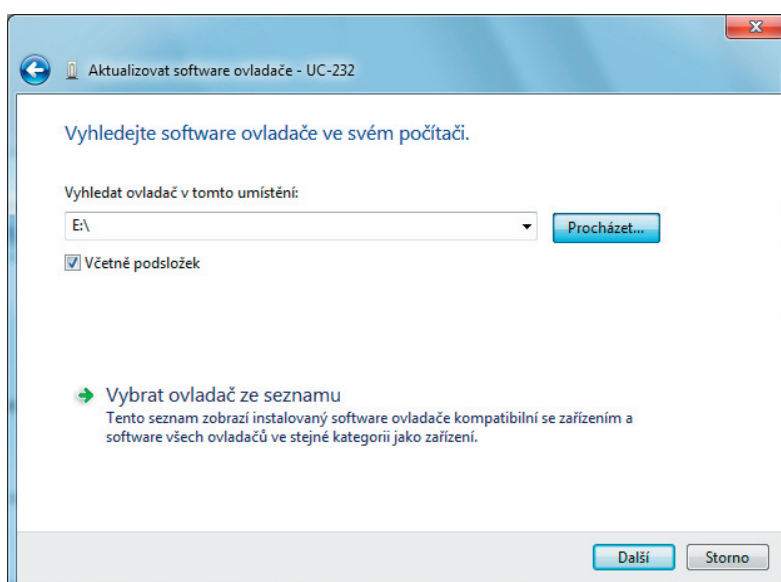 Aktualizovat software ovladače - UC-232
Vyhledejte software ovladače ve svém počítači.
Vyhledat ovladač v tomto umístění:
E:\
Procházet...
Včetně podsložek
Vybrat ovladač ze seznamu
Tento seznam zobrazí instalovaný software ovladače kompatibilní se zařízením a
software všech ovladačů ve stejné kategorii jako zařízení.
Další
Storno